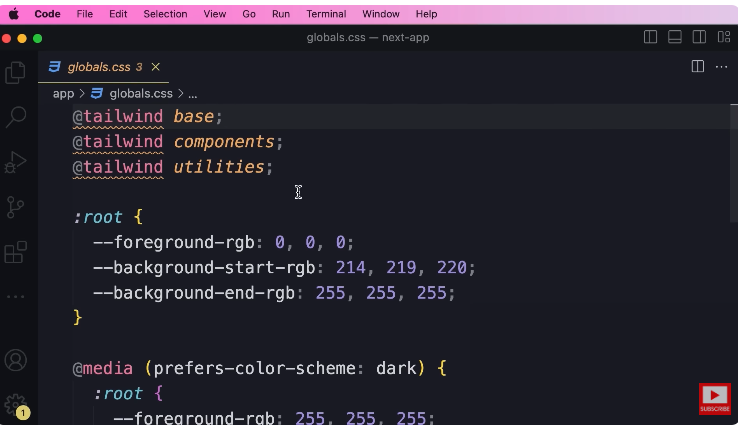 Code File Edit Selection View Go Run Terminal Window Help
globals.css — next-app
globals.css 3 ×
app > globals.css > ...
@tailwind base;
@tailwind components;
@tailwind utilities;
:root {
--foreground-rgb: 0, 0, 0;
--background-start-rgb: 214, 219, 220;
--background-end-rgb: 255, 255, 255;
}
@media (prefers-color-scheme: dark) {
:root {
--foreground-rgb: 255, 255, 255;
SUBSCRIBE
1